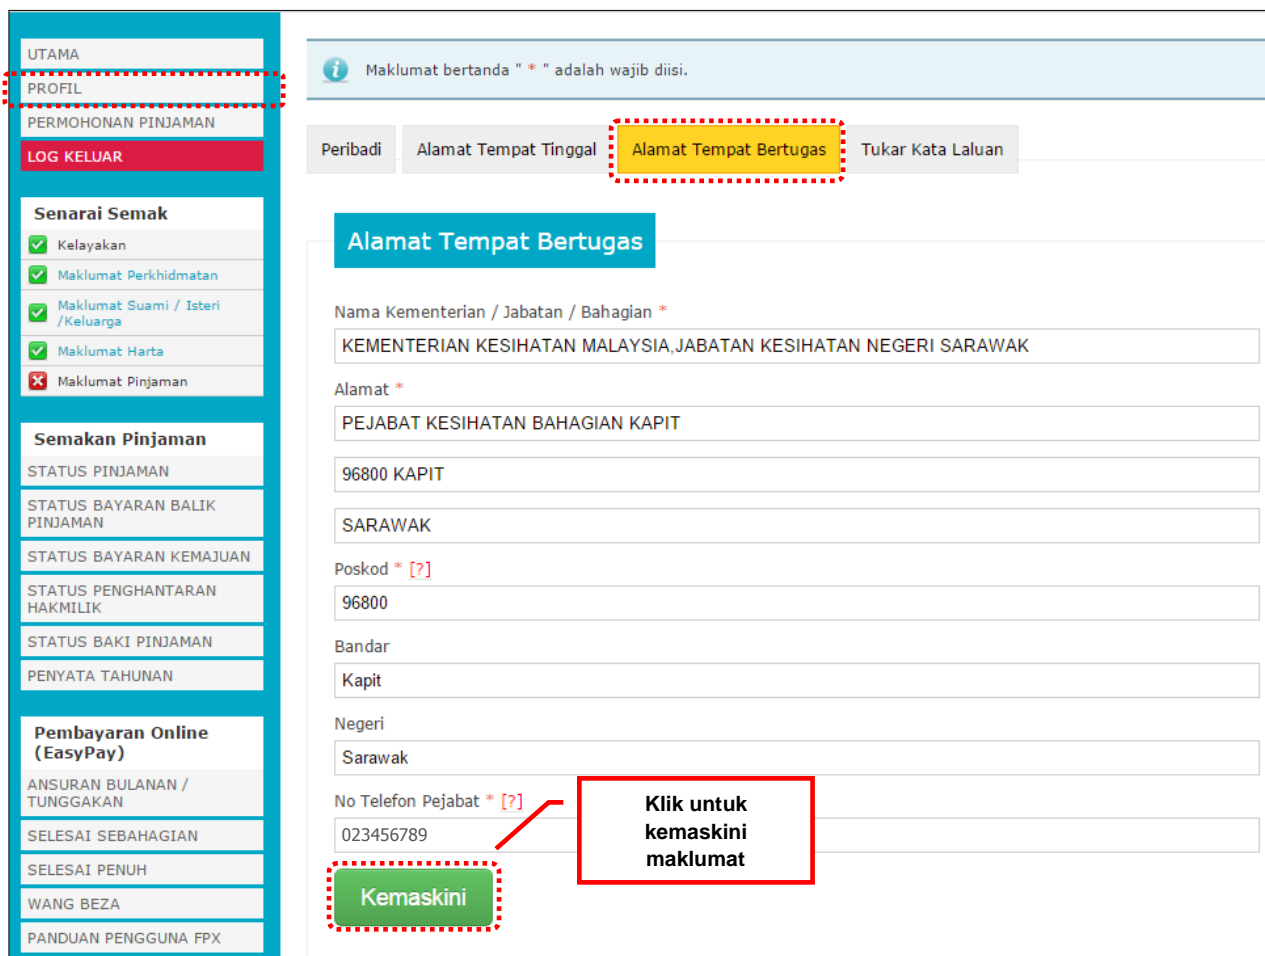 UTAMA
PROFIL
PERMOHONAN PINJAMAN
LOG KELUAR
Senarai Semak
Kelayakan
Maklumat Perkhidmatan
Maklumat Suami / Isteri
/Keluarga
Maklumat Harta
Maklumat Pinjaman
Semakan Pinjaman
STATUS PINJAMAN
STATUS BAYARAN BALIK
PINJAMAN
STATUS BAYARAN KEMAJUAN
STATUS PENGHANTARAN
HAKMILIK
STATUS BAKI PINJAMAN
PENYATA TAHUNAN
Pembayaran Online
(EasyPay)
ANSURAN BULANAN /
TUNGGAKAN
SELESAI SEBAHAGIAN
SELESAI PENUH
WANG BEZA
PANDUAN PENGGUNA FPX
Maklumat bertanda " * " adalah wajib diisi.
Peribadi Alamat Tempat Tinggal Alamat Tempat Bertugas Tukar Kata Laluan
Alamat Tempat Bertugas
Nama Kementerian / Jabatan / Bahagian *
KEMENTERIAN KESIHATAN MALAYSIA,JABATAN KESIHATAN NEGERI SARAWAK
Alamat *
PEJABAT KESIHATAN BAHAGIAN KAPIT
96800 KAPIT
SARAWAK
Poskod * [?]
96800
Bandar
Kapit
Negeri
Sarawak
No Telefon Pejabat * [?]
023456789
Klik untuk
kemaskini
maklumat
Kemaskini